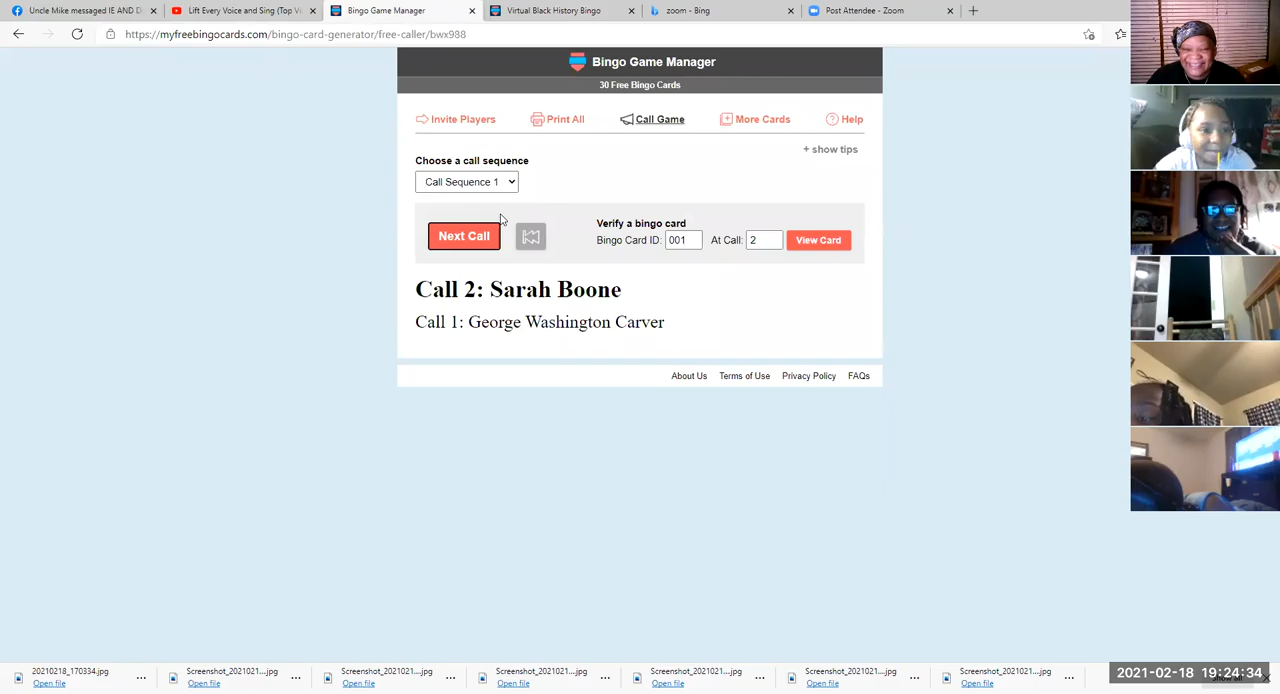 Uncle Mike messaged IE AND D
Lift Every Voice and Sing (Top Vi
Bingo Game Manager
Virtual Black History Bingo
zoom - Bing
Post Attendee - Zoom
https://myfreebingocards.com/bingo-card-generator/free-caller/bwx988
Bingo Game Manager
30 Free Bingo Cards
Invite Players Print All Call Game More Cards Help
+ show tips
Choose a call sequence
Call Sequence 1
Next Call
Verify a bingo card
Bingo Card ID: 001 At Call: 2 View Card
Call 2: Sarah Boone
Call 1: George Washington Carver
About Us Terms of Use Privacy Policy FAQs
20210218_170334.jpg
Open file
Screenshot_2021021....jpg
Open file
Screenshot_2021021....jpg
Open file
Screenshot_2021021....jpg
Open file
Screenshot_2021021....jpg
Open file
Screenshot_2021021....jpg
Open file
Screenshot_2021021....jpg
Open file
2021-02-18 19:24:34